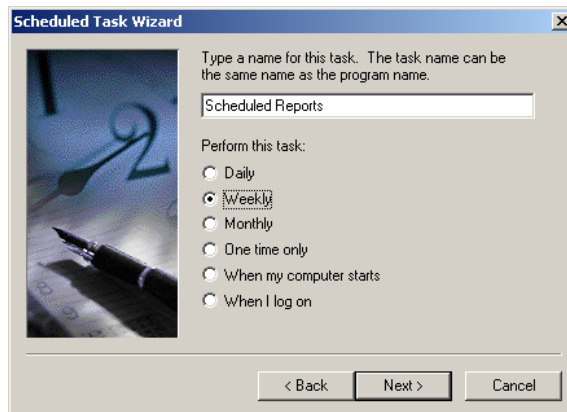 Scheduled Task Wizard
Type a name for this task. The task name can be
the same name as the program name.
Scheduled Reports
Perform this task:
Daily
Weekly
Monthly
One time only
When my computer starts
When I log on
< Back
Next >
Cancel